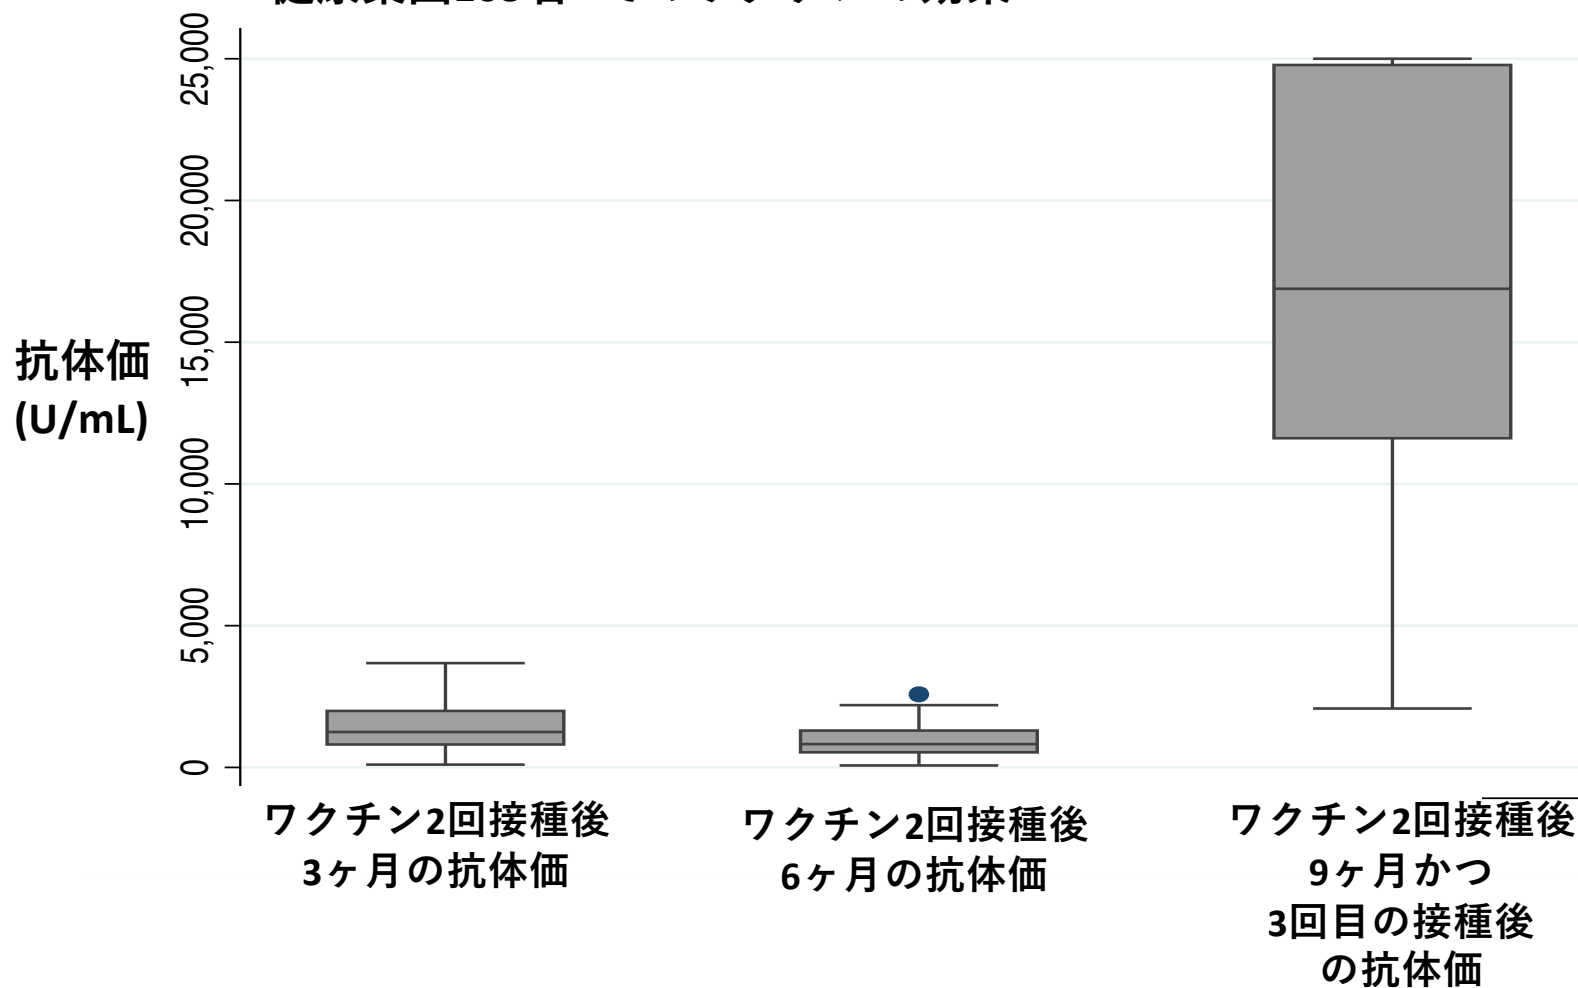 25,000
20,000
15,000
10,000
5,000
0
抗体価
(U/mL)
ワクチン2回接種後
3ヶ月の抗体価
ワクチン2回接種後
6ヶ月の抗体価
ワクチン2回接種後
9ヶ月かつ
3回目の接種後
の抗体価